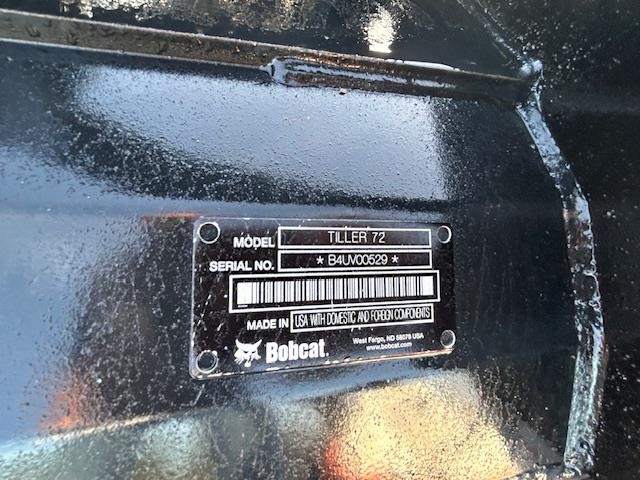 MODEL TILLER 72
SERIAL NO. * B4UV00529 *
MADE IN USA WITH DOMESTIC AND FOREIGN COMPONENTS
Bobcat.
West Fargo, ND 58078 USA
www.bobcat.com